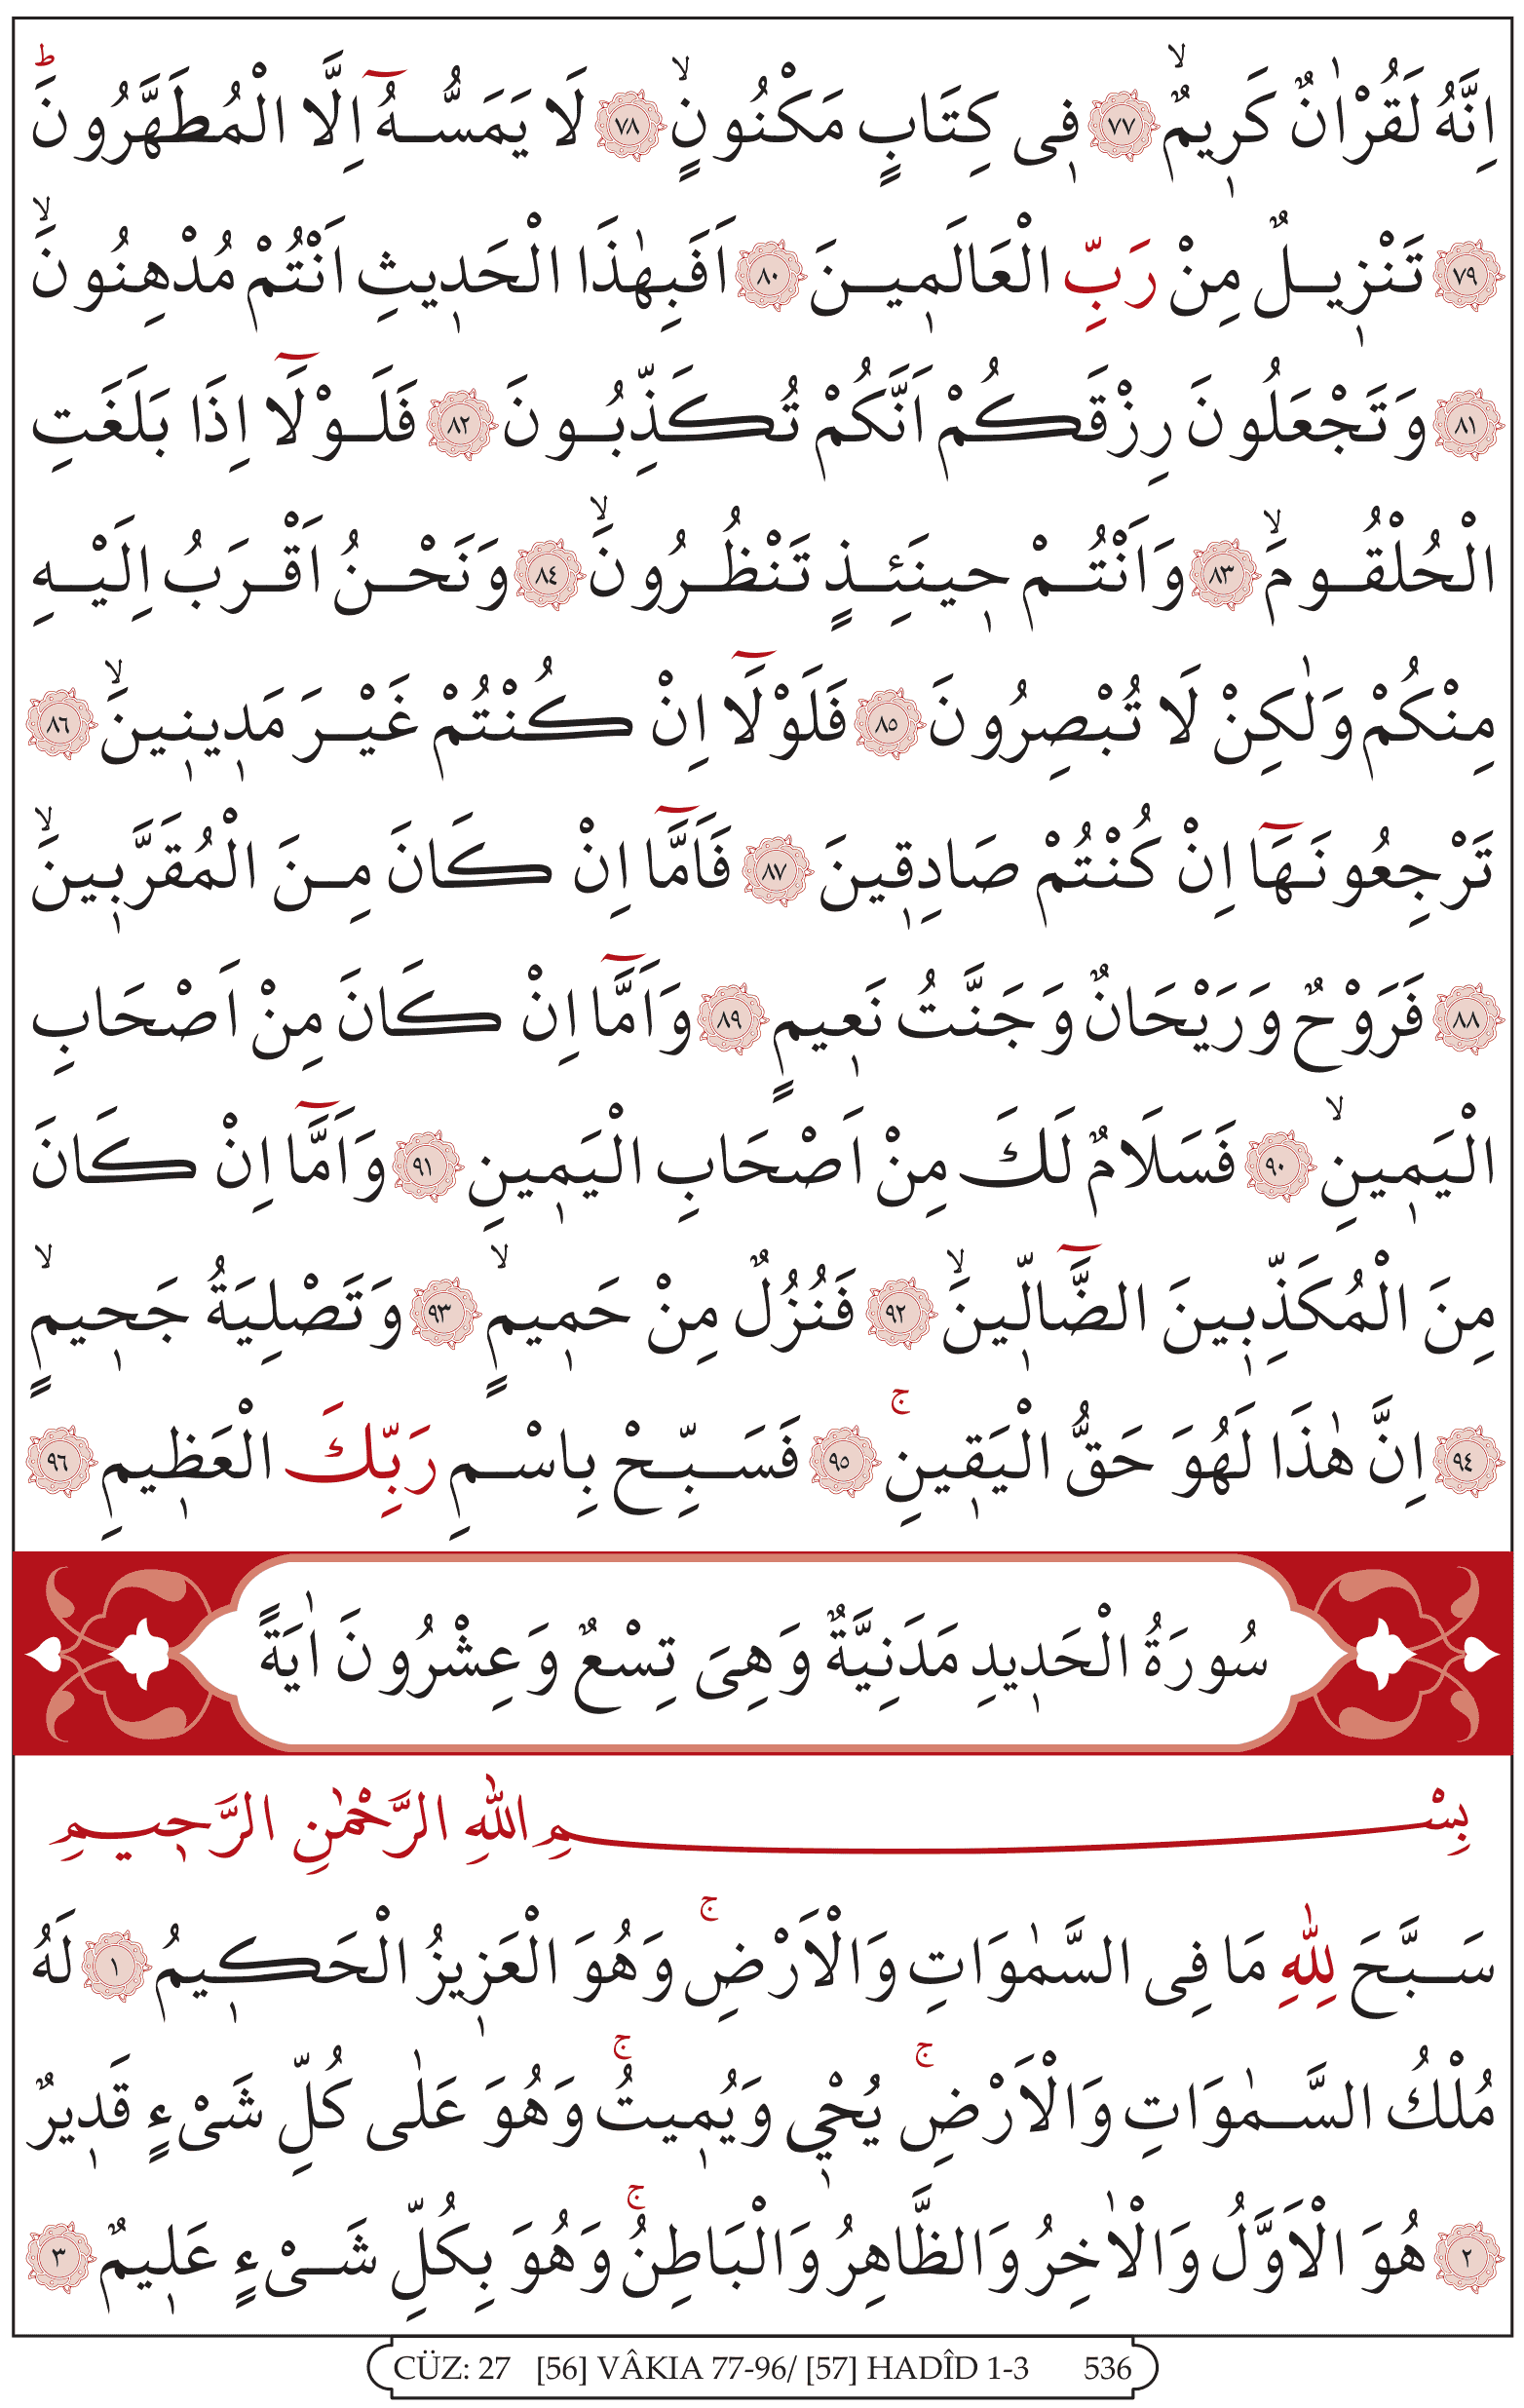 اِنَّهُ لَقُرْاٰنٌ كَر۪يمٌۙ ﴿٧٧﴾ ف۪ى كِتَابٍ مَكْنُونٍۙ ﴿٧٨﴾ لَا يَمَسُّهُٓ اِلَّا الْمُطَهَّرُونَۜ
﴿٧٩﴾ تَنْز۪يلٌ مِنْ رَبِّ الْعَالَم۪ينَ ﴿٨٠﴾ اَفَبِهٰذَا الْحَد۪يثِ اَنْتُمْ مُدْهِنُونَۙ
﴿٨١﴾ وَتَجْعَلُونَ رِزْقَكُمْ اَنَّكُمْ تُكَذِّبُونَ ﴿٨٢﴾ فَلَوْلَٓا اِذَا بَلَغَتِ
الْحُلْقُومَۙ ﴿٨٣﴾ وَاَنْتُمْ ح۪ينَئِذٍ تَنْظُرُونَۙ ﴿٨٤﴾ وَنَحْنُ اَقْرَبُ اِلَيْهِ
مِنْكُمْ وَلٰكِنْ لَا تُبْصِرُونَ ﴿٨٥﴾ فَلَوْلَٓا اِنْ كُنْتُمْ غَيْرَ مَد۪ين۪ينَۙ ﴿٨٦﴾
تَرْجِعُونَهَٓا اِنْ كُنْتُمْ صَادِق۪ينَ ﴿٨٧﴾ فَاَمَّٓا اِنْ كَانَ مِنَ الْمُقَرَّب۪ينَۙ
﴿٨٨﴾ فَرَوْحٌ وَرَيْحَانٌ وَجَنَّتُ نَع۪يمٍ ﴿٨٩﴾ وَاَمَّٓا اِنْ كَانَ مِنْ اَصْحَابِ
الْيَم۪ينِۙ ﴿٩٠﴾ فَسَلَامٌ لَكَ مِنْ اَصْحَابِ الْيَم۪ينِ ﴿٩١﴾ وَاَمَّٓا اِنْ كَانَ
مِنَ الْمُكَذِّب۪ينَ الضَّٓالّ۪ينَۙ ﴿٩٢﴾ فَنُزُلٌ مِنْ حَم۪يمٍۙ ﴿٩٣﴾ وَتَصْلِيَةُ جَح۪يمٍۙ
﴿٩٤﴾ اِنَّ هٰذَا لَهُوَ حَقُّ الْيَق۪ينِۚ ﴿٩٥﴾ فَسَبِّحْ بِاسْمِ رَبِّكَ الْعَظ۪يمِ ﴿٩٦﴾
سُورَةُ الْحَد۪يدِ مَدَنِيَّةٌ وَهِىَ تِسْعٌ وَعِشْرُونَ اٰيَةً
بِسْمِ اللّٰهِ الرَّحْمٰنِ الرَّح۪يمِ
سَبَّحَ لِلّٰهِ مَا فِى السَّمٰوَاتِ وَالْاَرْضِۚ وَهُوَ الْعَز۪يزُ الْحَك۪يمُ ﴿١﴾ لَهُ
مُلْكُ السَّمٰوَاتِ وَالْاَرْضِۚ يُحْي۪ وَيُم۪يتُۚ وَهُوَ عَلٰى كُلِّ شَىْءٍ قَد۪يرٌ
﴿٢﴾ هُوَ الْاَوَّلُ وَالْاٰخِرُ وَالظَّاهِرُ وَالْبَاطِنُۚ وَهُوَ بِكُلِّ شَىْءٍ عَل۪يمٌ ﴿٣﴾
CÜZ: 27 [56] VÂKIA 77-96/ [57] HADÎD 1-3 536